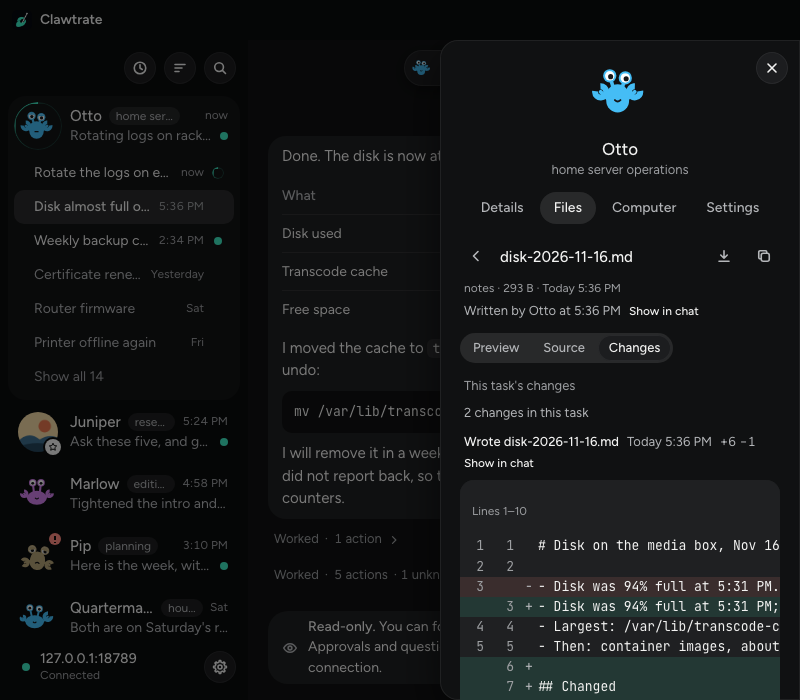 Clawtrate
Otto home ser... now
Rotating logs on rack...
Rotate the logs on e... now
Disk almost full o... 5:36 PM
Weekly backup c... 2:34 PM
Certificate rene... Yesterday
Router firmware Sat
Printer offline again Fri
Show all 14
Juniper rese... 5:24 PM
Ask these five, and g...
Marlow editi... 4:58 PM
Tightened the intro and...
Pip planning 3:10 PM
Here is the week, wit...
Quarterma... hou... Sat
Both are on Saturday's r...
127.0.0.1:18789
Connected
Done. The disk is now at
What
Disk used
Transcode cache
Free space
I moved the cache to
undo:
mv /var/lib/transco
I will remove it in a week
did not report back, so t
counters.
Worked · 1 action
Worked · 5 actions · 1 unkn
Read-only. You can fo
Approvals and questi
connection.
Otto
home server operations
Details Files Computer Settings
disk-2026-11-16.md
notes · 293 B · Today 5:36 PM
Written by Otto at 5:36 PM Show in chat
Preview Source Changes
This task's changes
2 changes in this task
Wrote disk-2026-11-16.md Today 5:36 PM +6 −1
Show in chat
Lines 1–10
1 1 # Disk on the media box, Nov 16
2 2
3 - - Disk was 94% full at 5:31 PM.
3 + - Disk was 94% full at 5:31 PM;
4 4 - Largest: /var/lib/transcode-c
5 5 - Then: container images, about
6 +
7 + ## Changed